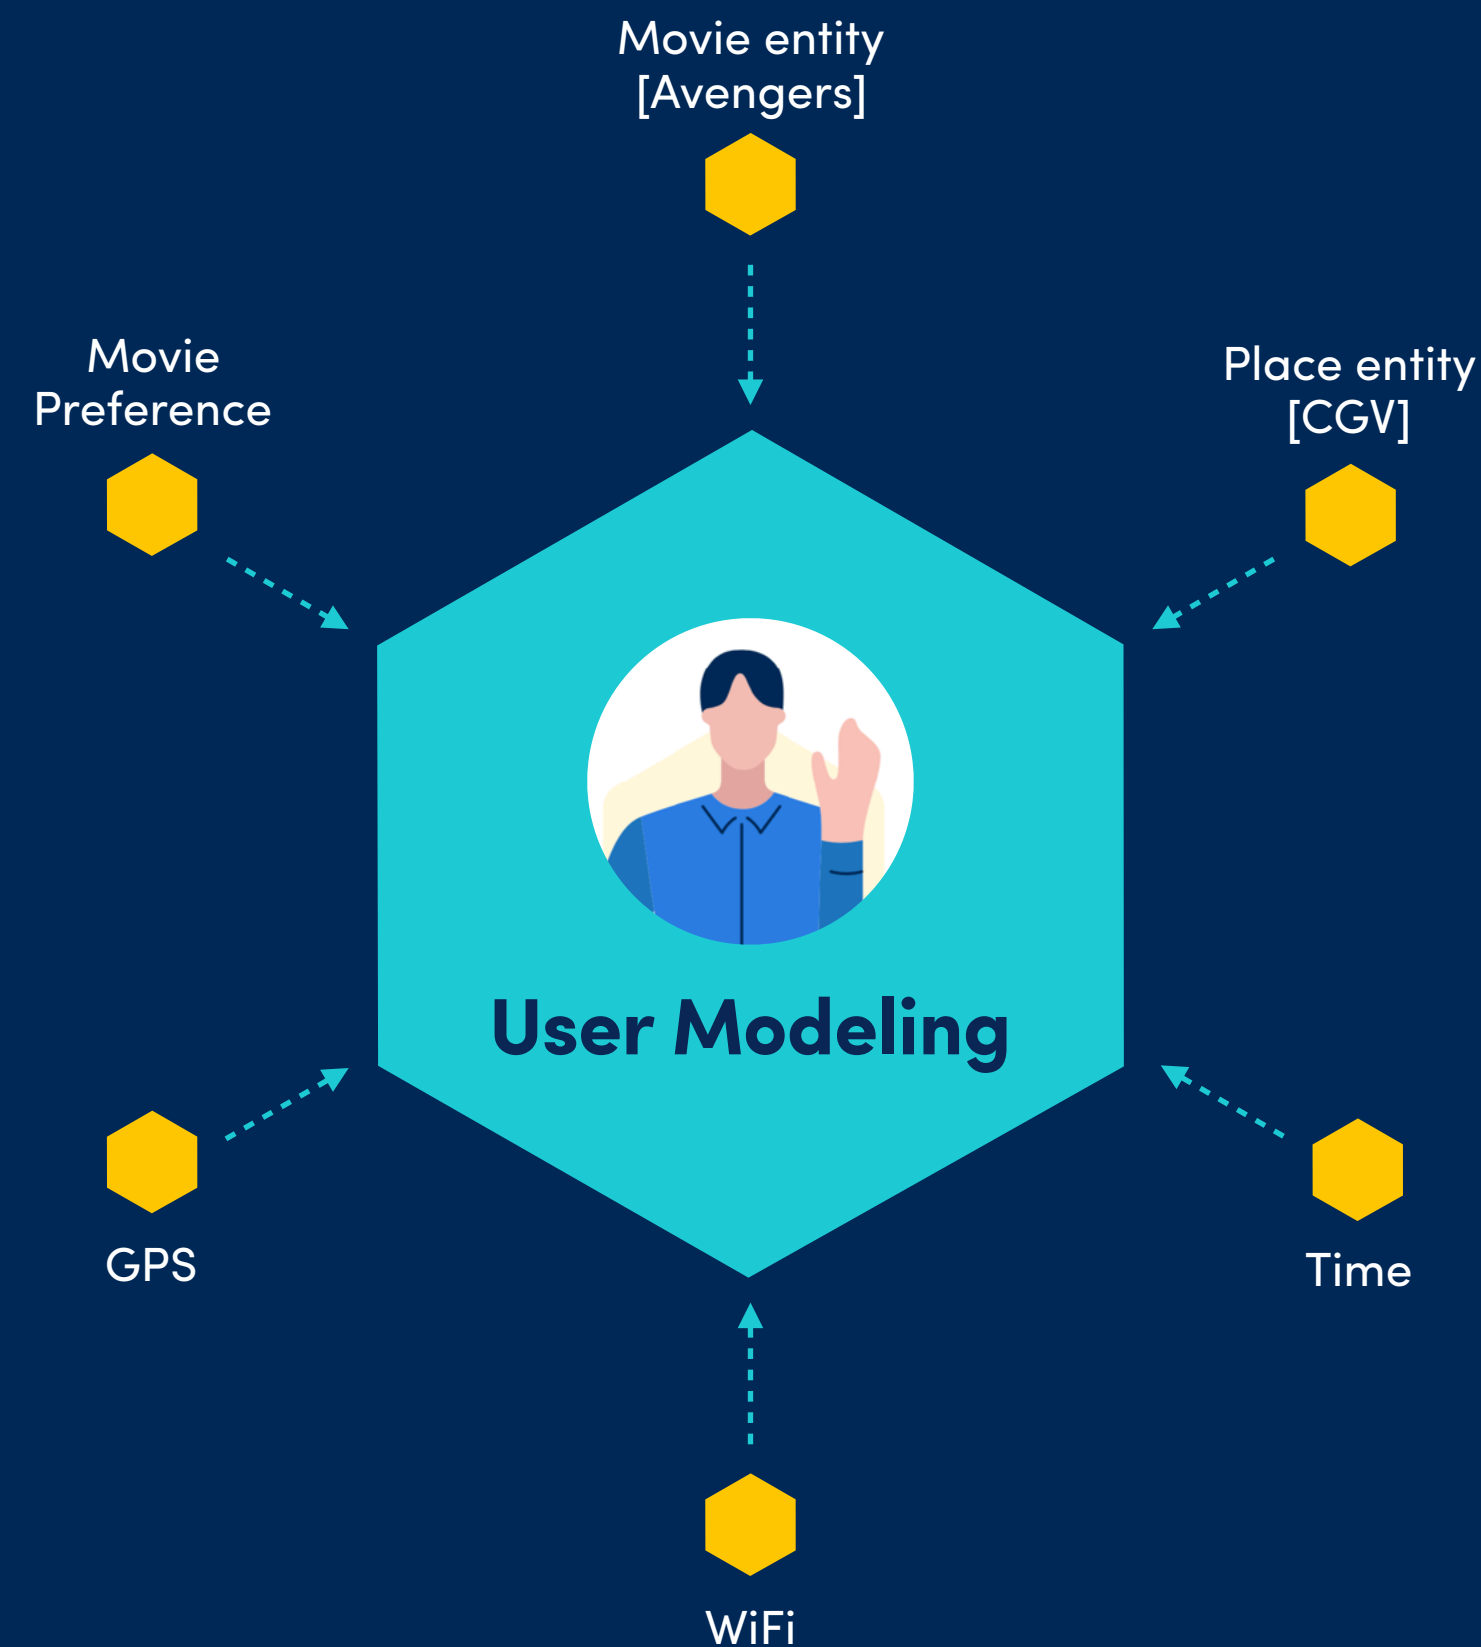 Movie entity
[Avengers]
Movie
Preference
Place entity
[CGV]
User Modeling
GPS
Time
WiFi